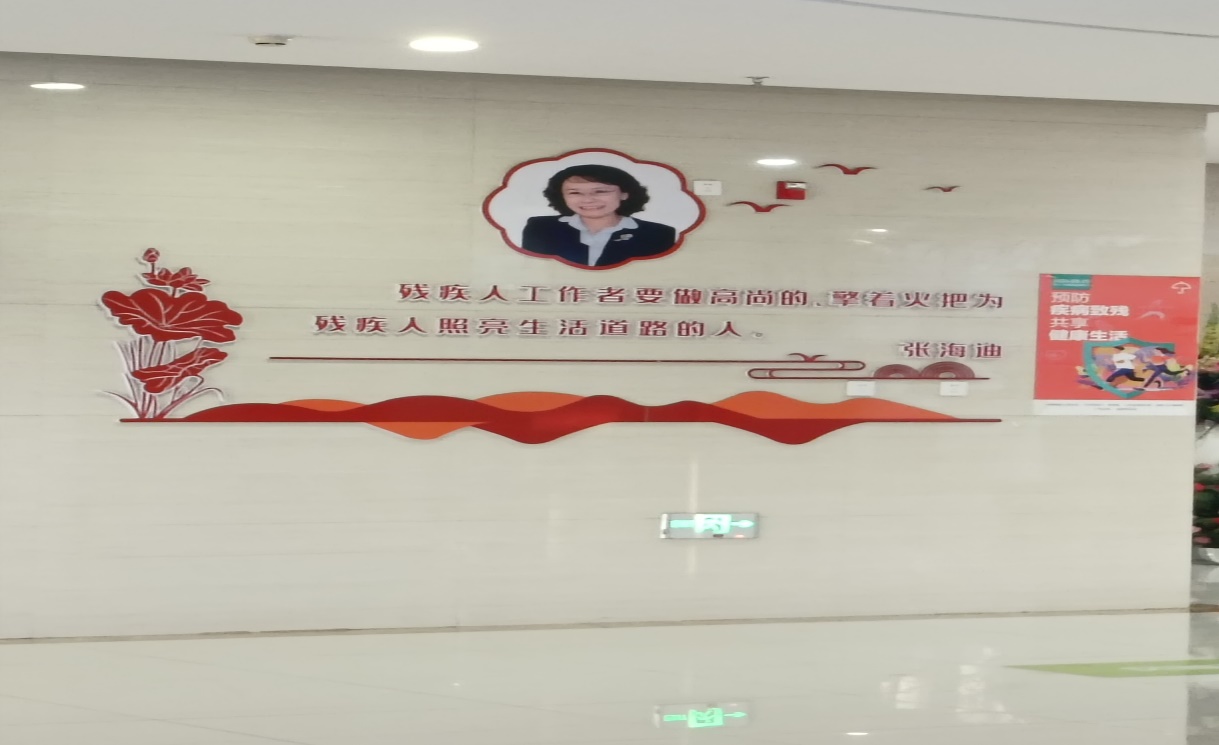 残疾人工作者要做高尚的、擎着火把为
残疾人照亮生活道路的人。
张海迪
预防
疾病致残
共享
健康生活